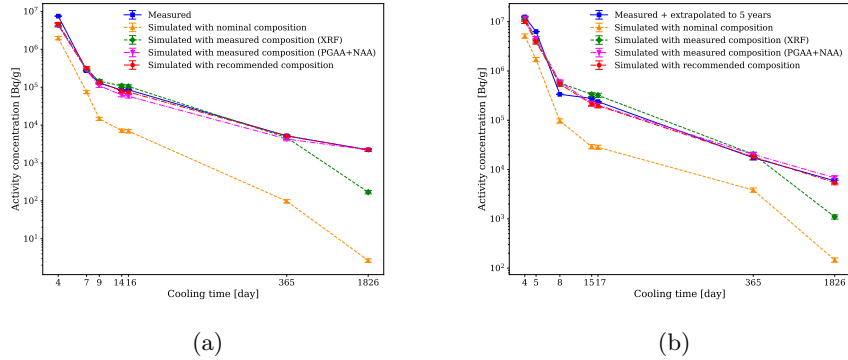 10^7
10^6
10^5
10^4
10^3
10^2
10^1
Activity concentration [Bq/g]
Measured
Simulated with nominal composition
Simulated with measured composition (XRF)
Simulated with measured composition (PGAA+NAA)
Simulated with recommended composition
4 7 9 14 16 365 1826
Cooling time [day]
(a)
10^7
10^6
10^5
10^4
10^3
10^2
Activity concentration [Bq/g]
Measured + extrapolated to 5 years
Simulated with nominal composition
Simulated with measured composition (XRF)
Simulated with measured composition (PGAA+NAA)
Simulated with recommended composition
4 5 8 15 17 365 1826
Cooling time [day]
(b)